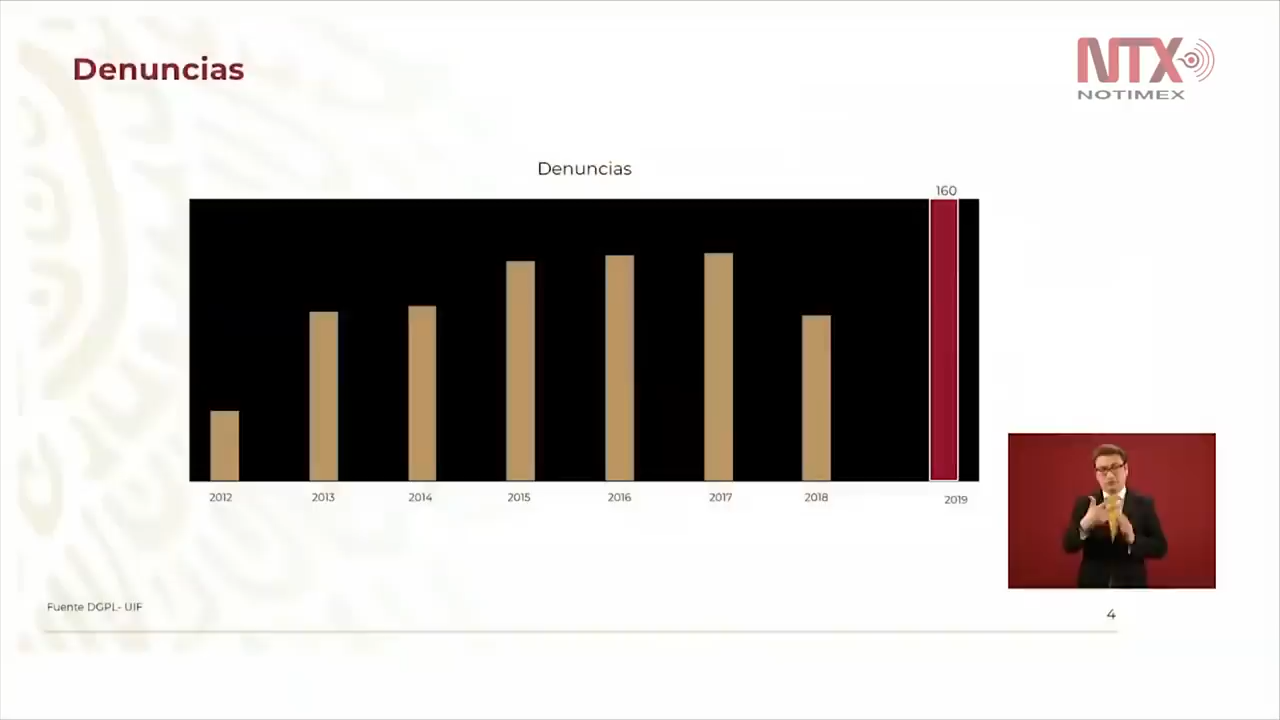 Denuncias
NTX
NOTIMEX
Denuncias
160
2012 2013 2014 2015 2016 2017 2018 2019
Fuente DGPL- UIF
4